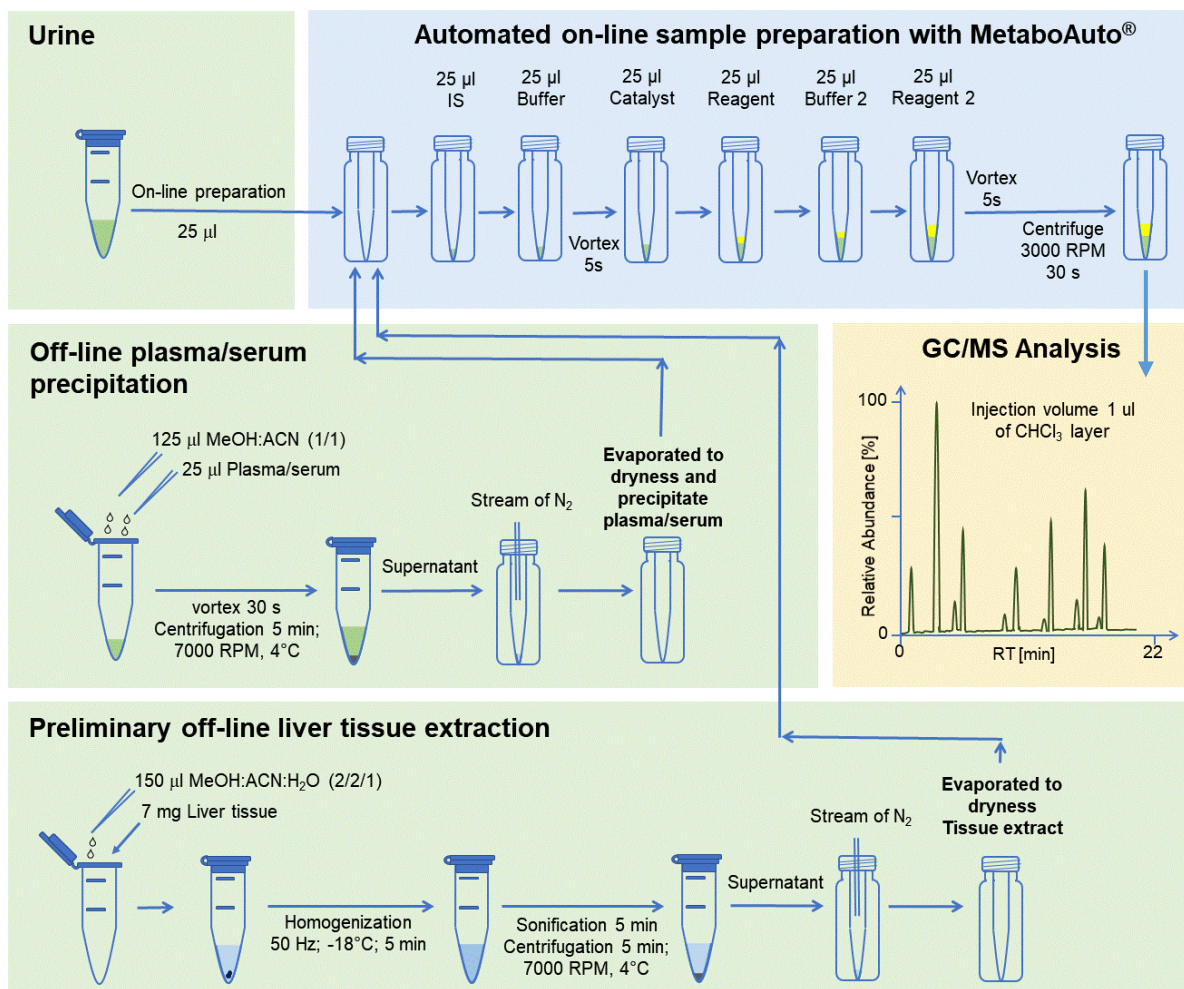 Urine
On-line preparation
25 µl
Automated on-line sample preparation with MetaboAuto®
25 µl
IS
25 µl
Buffer
25 µl
Catalyst
25 µl
Reagent
25 µl
Buffer 2
25 µl
Reagent 2
Vortex
5s
Vortex
5s
Centrifuge
3000 RPM
30 s
Off-line plasma/serum
precipitation
125 µl MeOH:ACN (1/1)
25 µl Plasma/serum
vortex 30 s
Centrifugation 5 min;
7000 RPM, 4°C
Supernatant
Stream of N₂
Evaporated to
dryness and
precipitate
plasma/serum
GC/MS Analysis
Injection volume 1 ul
of CHCl₃ layer
Relative Abundance [%]
100
0
0
RT [min]
22
Preliminary off-line liver tissue extraction
150 µl MeOH:ACN:H₂O (2/2/1)
7 mg Liver tissue
Homogenization
50 Hz; -18°C; 5 min
Sonification 5 min
Centrifugation 5 min;
7000 RPM, 4°C
Supernatant
Stream of N₂
Evaporated to
dryness
Tissue extract